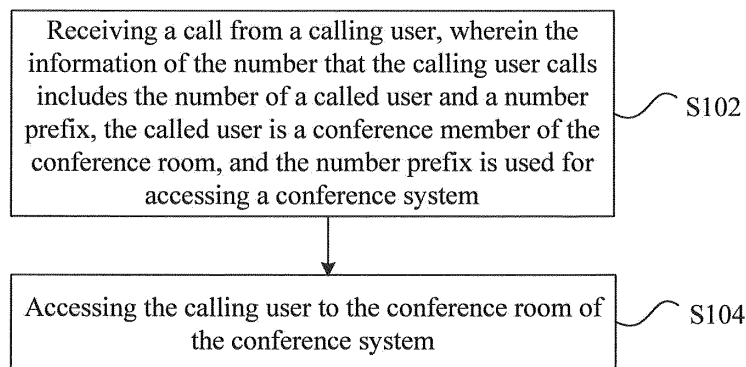 Receiving a call from a calling user, wherein the
information of the number that the calling user calls
includes the number of a called user and a number
prefix, the called user is a conference member of the
conference room, and the number prefix is used for
accessing a conference system
S102
Accessing the calling user to the conference room of
the conference system
S104